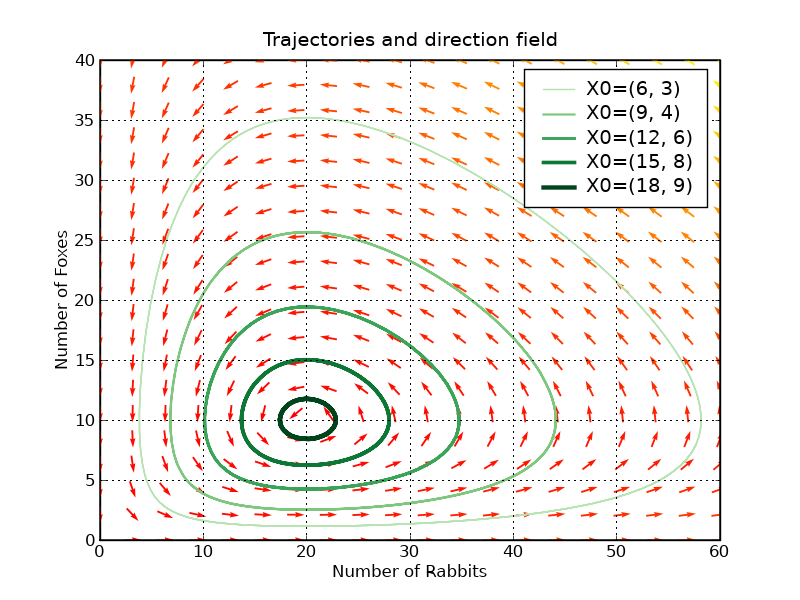 Trajectories and direction field
40
35
30
25
20
15
10
5
0
Number of Foxes
X0=(6, 3)
X0=(9, 4)
X0=(12, 6)
X0=(15, 8)
X0=(18, 9)
0 10 20 30 40 50 60
Number of Rabbits